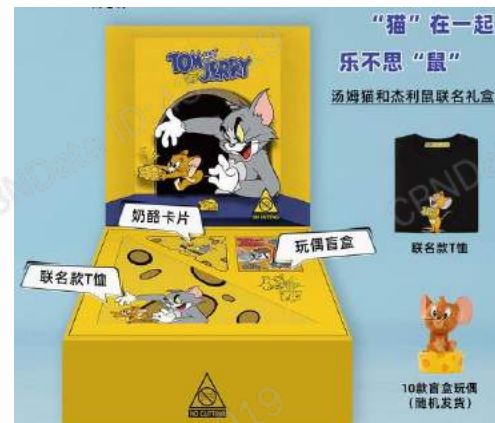 “猫”在一起
乐不思“鼠”
汤姆猫和杰利鼠联名礼盒
TOM AND JERRY
NO CUTTING
奶酪卡片
玩偶盲盒
联名款T恤
联名款T恤
10款盲盒玩偶
(随机发货)
NO CUTTING